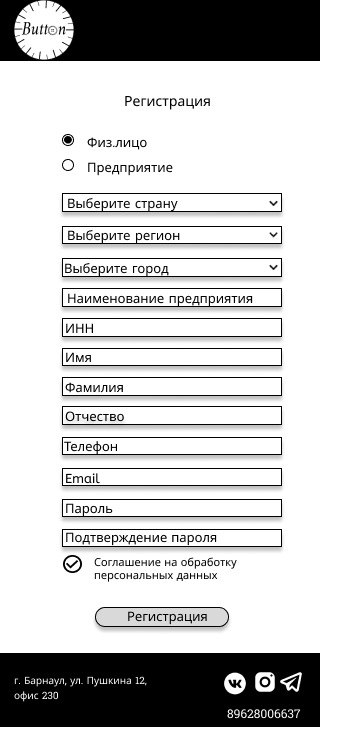 Button
Регистрация
Физ.лицо
Предприятие
Выберите страну
Выберите регион
Выберите город
Наименование предприятия
ИНН
Имя
Фамилия
Отчество
Телефон
Email
Пароль
Подтверждение пароля
Соглашение на обработку
персональных данных
Регистрация
г. Барнаул, ул. Пушкина 12,
офис 230
89628006637